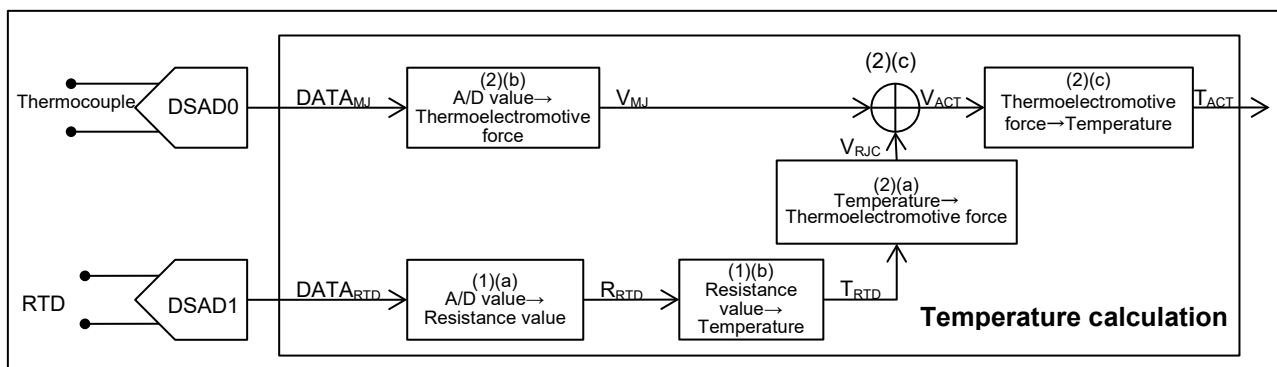 (2)(c)
Thermocouple
DSAD0
DATAMJ
(2)(b)
A/D value→
Thermoelectromotive
force
VMJ
VACT
(2)(c)
Thermoelectromotive
force→Temperature
TACT
VRJC
(2)(a)
Temperature→
Thermoelectromotive force
RTD
DSAD1
DATARTD
(1)(a)
A/D value→
Resistance value
RRTD
(1)(b)
Resistance
value→
Temperature
TRTD
Temperature calculation